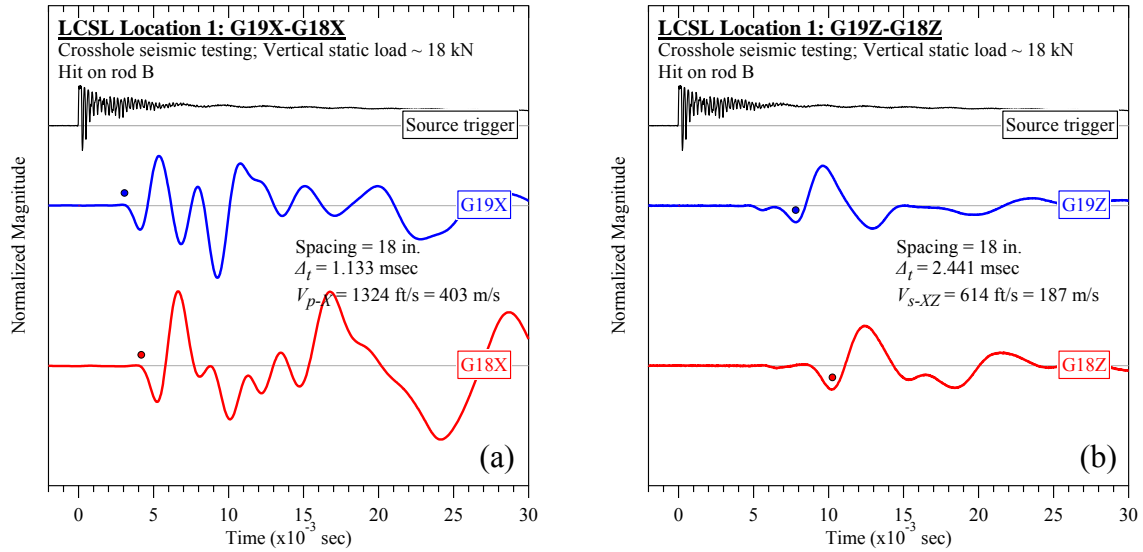 LCSL Location 1: G19X-G18X
Crosshole seismic testing; Vertical static load ~ 18 kN
Hit on rod B
Source trigger
G19X
Spacing = 18 in.
Δt = 1.133 msec
Vp-X = 1324 ft/s = 403 m/s
G18X
(a)
Normalized Magnitude
0 5 10 15 20 25 30
Time (x10⁻³ sec)
LCSL Location 1: G19Z-G18Z
Crosshole seismic testing; Vertical static load ~ 18 kN
Hit on rod B
Source trigger
G19Z
Spacing = 18 in.
Δt = 2.441 msec
Vs-XZ = 614 ft/s = 187 m/s
G18Z
(b)
Normalized Magnitude
0 5 10 15 20 25 30
Time (x10⁻³ sec)